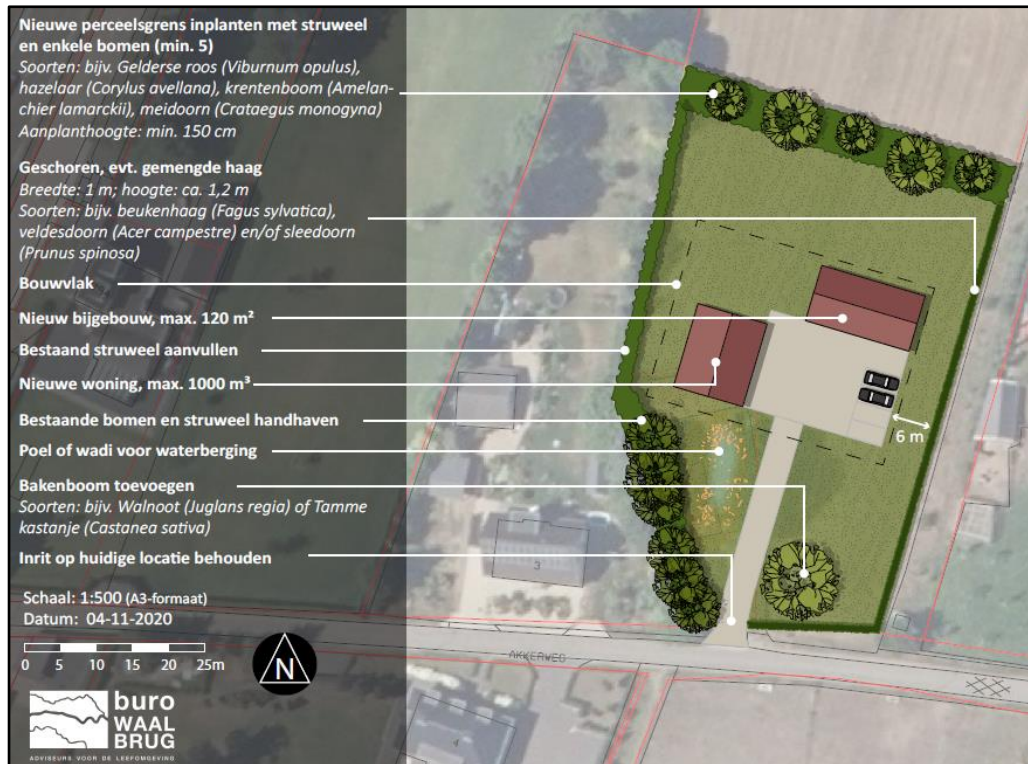 Nieuwe perceelsgrens inplanten met struweel
en enkele bomen (min. 5)
Soorten: bijv. Gelderse roos (Viburnum opulus),
hazelaar (Corylus avellana), krentenboom (Amelan-
chier lamarckii), meidoorn (Crataegus monogyna)
Aanplanthoogte: min. 150 cm
Geschoren, evt. gemengde haag
Breedte: 1 m; hoogte: ca. 1,2 m
Soorten: bijv. beukenhaag (Fagus sylvatica),
veldesdoorn (Acer campestre) en/of sleedoorn
(Prunus spinosa)
Bouwvlak
Nieuw bijgebouw, max. 120 m²
Bestaand struweel aanvullen
Nieuwe woning, max. 1000 m³
Bestaande bomen en struweel handhaven
Poel of wadi voor waterberging
Bakenboom toevoegen
Soorten: bijv. Walnoot (Juglans regia) of Tamme
kastanje (Castanea sativa)
Inrit op huidige locatie behouden
Schaal: 1:500 (A3-formaat)
Datum: 04-11-2020
0 5 10 15 20 25m
N
buro
WAAL
BRUG
ADVISEURS VOOR DE LEEFOMGEVING
6 m
3
AKKERWEG
4